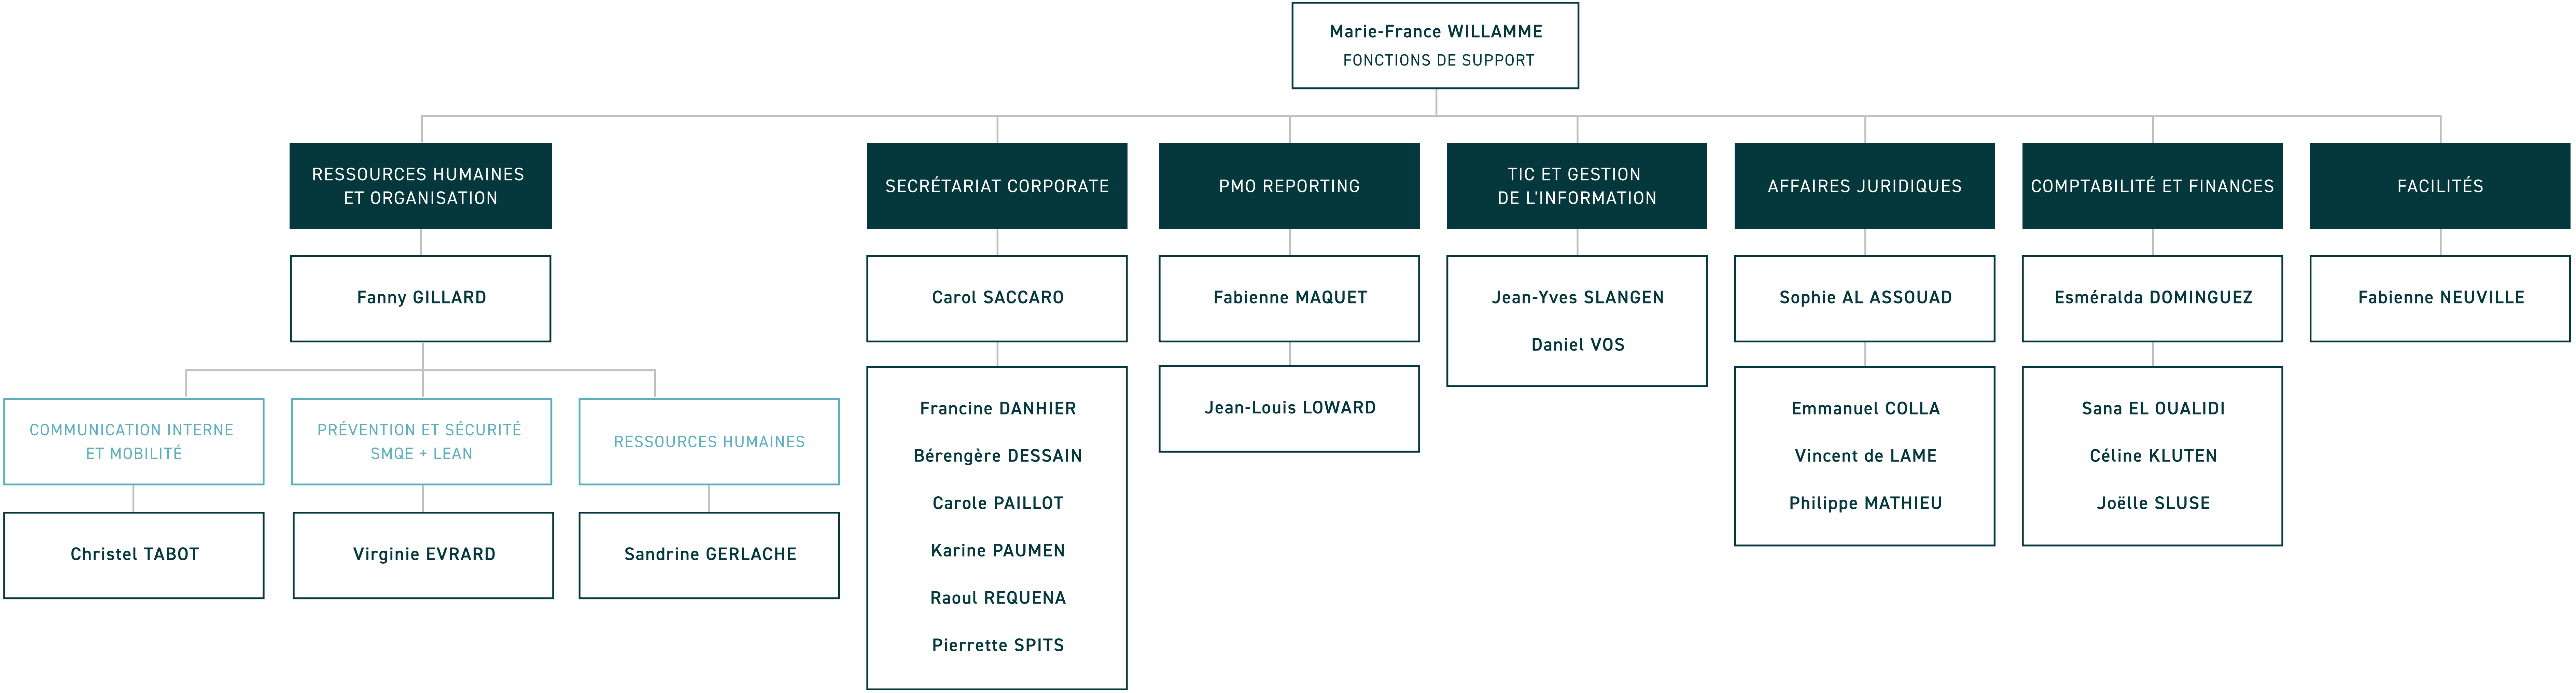 Marie-France WILLAMME
FONCTIONS DE SUPPORT
RESSOURCES HUMAINES
ET ORGANISATION
SECRÉTARIAT CORPORATE
PMO REPORTING
TIC ET GESTION
DE L'INFORMATION
AFFAIRES JURIDIQUES
COMPTABILITÉ ET FINANCES
FACILITÉS
Fanny GILLARD
Carol SACCARO
Fabienne MAQUET
Jean-Yves SLANGEN
Daniel VOS
Sophie AL ASSOUAD
Esméralda DOMINGUEZ
Fabienne NEUVILLE
COMMUNICATION INTERNE
ET MOBILITÉ
PRÉVENTION ET SÉCURITÉ
SMQE + LEAN
RESSOURCES HUMAINES
Christel TABOT
Virginie EVRARD
Sandrine GERLACHE
Francine DANHIER
Bérengère DESSAIN
Carole PAILLOT
Karine PAUMEN
Raoul REQUENA
Pierrette SPITS
Jean-Louis LOWARD
Emmanuel COLLA
Vincent de LAME
Philippe MATHIEU
Sana EL OUALIDI
Céline KLUTEN
Joëlle SLUSE